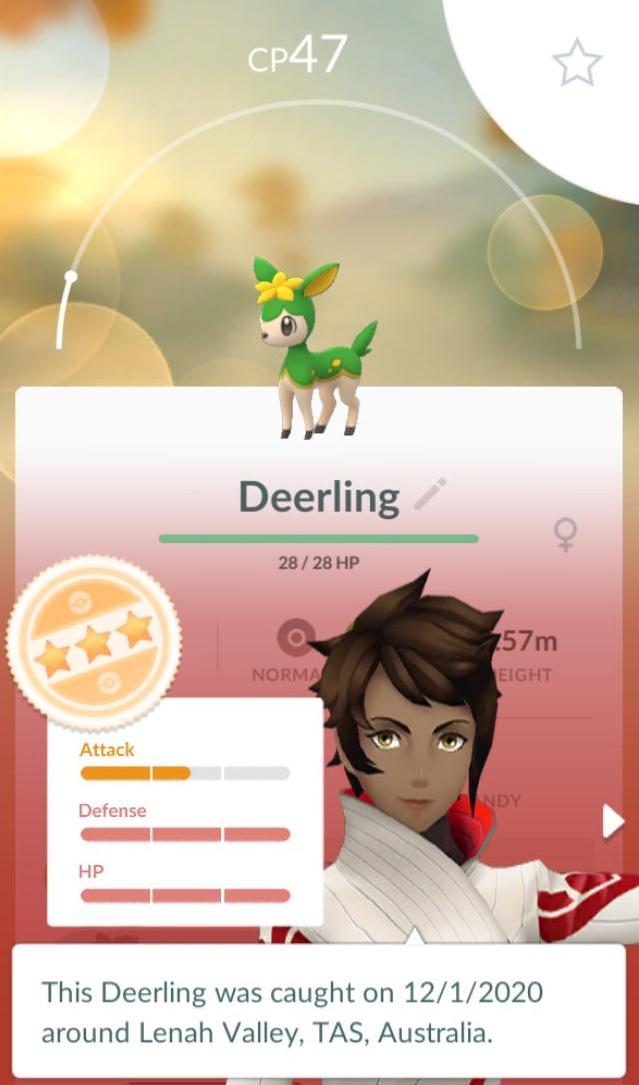 CP47
Deerling
28 / 28 HP
.57m
NORMA
EIGHT
NDY
Attack
Defense
HP
This Deerling was caught on 12/1/2020
around Lenah Valley, TAS, Australia.